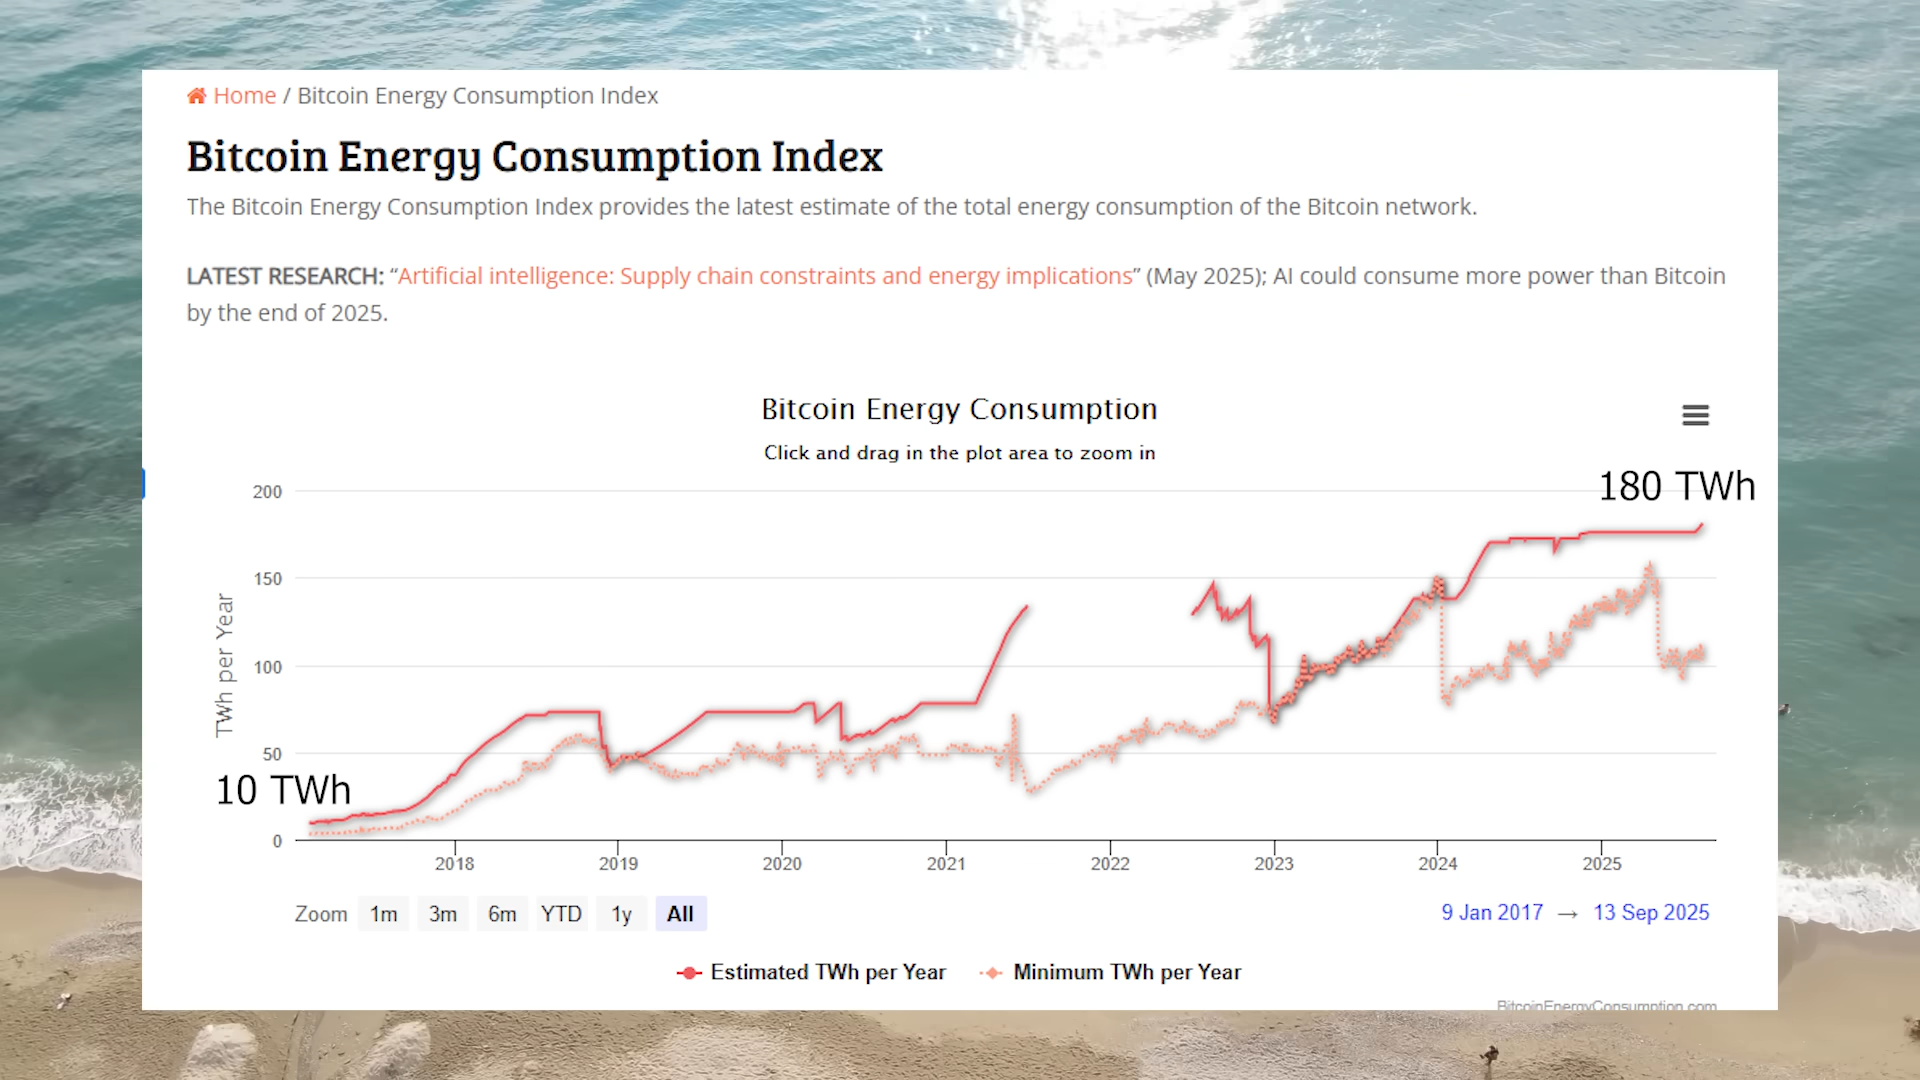 Home / Bitcoin Energy Consumption Index
Bitcoin Energy Consumption Index
The Bitcoin Energy Consumption Index provides the latest estimate of the total energy consumption of the Bitcoin network.
LATEST RESEARCH: “Artificial intelligence: Supply chain constraints and energy implications” (May 2025); AI could consume more power than Bitcoin
by the end of 2025.
Bitcoin Energy Consumption
Click and drag in the plot area to zoom in
180 TWh
200
150
100
50
0
TWh per Year
10 TWh
2018 2019 2020 2021 2022 2023 2024 2025
Zoom 1m 3m 6m YTD 1y All
9 Jan 2017 → 13 Sep 2025
Estimated TWh per Year Minimum TWh per Year
BitcoinEnergyConsumption.com